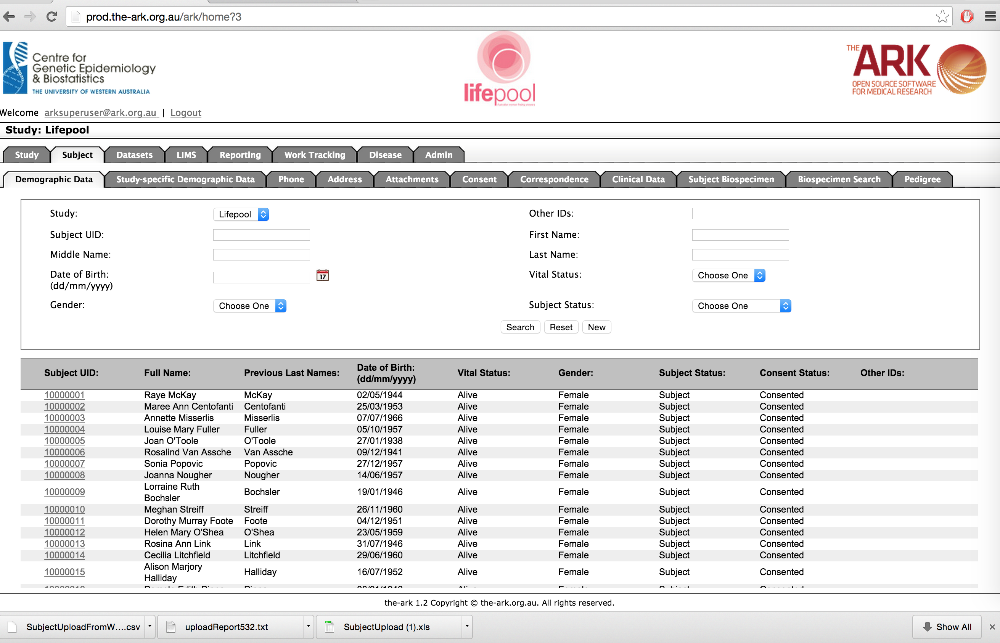 prod.the-ark.org.au/ark/home?3
Centre for
Genetic Epidemiology
& Biostatistics
THE UNIVERSITY OF WESTERN AUSTRALIA
lifepool
Australian women finding answers
THE ARK
OPEN SOURCE SOFTWARE
FOR MEDICAL RESEARCH
Welcome arksuperuser@ark.org.au | Logout
Study: Lifepool
Study Subject Datasets LIMS Reporting Work Tracking Disease Admin
Demographic Data Study-specific Demographic Data Phone Address Attachments Consent Correspondence Clinical Data Subject Biospecimen Biospecimen Search Pedigree
Study: Lifepool Other IDs:
Subject UID: First Name:
Middle Name: Last Name:
Date of Birth: 17 Vital Status: Choose One
(dd/mm/yyyy)
Gender: Choose One Subject Status: Choose One
Search Reset New
Subject UID: Full Name: Previous Last Names: Date of Birth: (dd/mm/yyyy) Vital Status: Gender: Subject Status: Consent Status: Other IDs:
10000001 Raye McKay McKay 02/05/1944 Alive Female Subject Consented
10000002 Maree Ann Centofanti Centofanti 25/03/1953 Alive Female Subject Consented
10000003 Annette Misserlis Misserlis 07/07/1966 Alive Female Subject Consented
10000004 Louise Mary Fuller Fuller 05/10/1957 Alive Female Subject Consented
10000005 Joan O'Toole O'Toole 27/01/1938 Alive Female Subject Consented
10000006 Rosalind Van Assche Van Assche 09/12/1941 Alive Female Subject Consented
10000007 Sonia Popovic Popovic 27/12/1957 Alive Female Subject Consented
10000008 Joanna Nougher Nougher 14/06/1957 Alive Female Subject Consented
10000009 Lorraine Ruth Bochsler Bochsler 19/01/1946 Alive Female Subject Consented
10000010 Meghan Streiff Streiff 26/11/1960 Alive Female Subject Consented
10000011 Dorothy Murray Foote Foote 04/12/1951 Alive Female Subject Consented
10000012 Helen Mary O'Shea O'Shea 23/05/1959 Alive Female Subject Consented
10000013 Rosina Ann Link Link 31/07/1946 Alive Female Subject Consented
10000014 Cecilia Litchfield Litchfield 29/06/1960 Alive Female Subject Consented
10000015 Alison Marjory Halliday Halliday 16/07/1952 Alive Female Subject Consented
the-ark 1.2 Copyright © the-ark.org.au. All rights reserved.
SubjectUploadFromW....csv uploadReport532.txt SubjectUpload (1).xls Show All